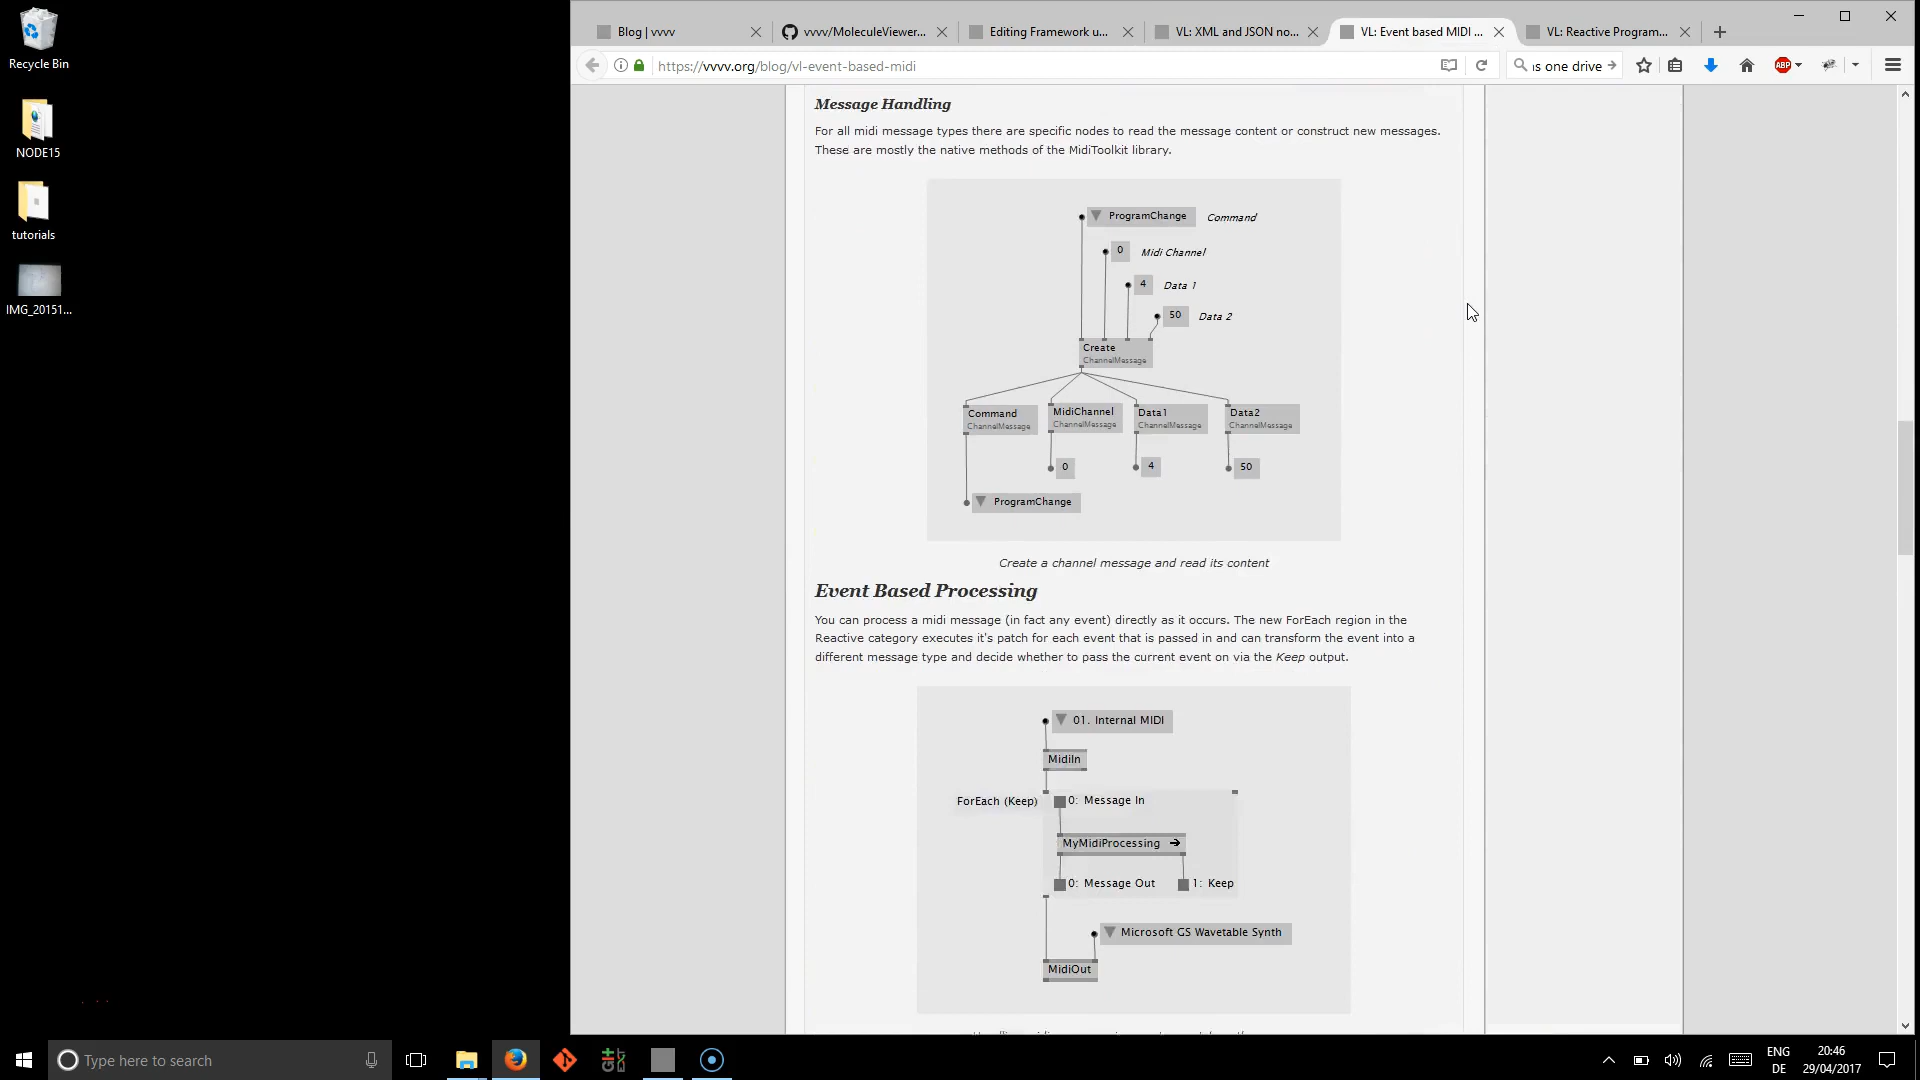 Recycle Bin
NODE15
tutorials
IMG_20151...
Blog | vvvv
vvvv/MoleculeViewer...
Editing Framework u...
VL: XML and JSON no...
VL: Event based MIDI ...
VL: Reactive Program...
https://vvvv.org/blog/vl-event-based-midi
is one drive
ABP
Message Handling
For all midi message types there are specific nodes to read the message content or construct new messages.
These are mostly the native methods of the MidiToolkit library.
ProgramChange Command
0 Midi Channel
4 Data 1
50 Data 2
Create
ChannelMessage
Command MidiChannel Data1 Data2
ChannelMessage ChannelMessage ChannelMessage ChannelMessage
0 4 50
ProgramChange
Create a channel message and read its content
Event Based Processing
You can process a midi message (in fact any event) directly as it occurs. The new ForEach region in the
Reactive category executes it's patch for each event that is passed in and can transform the event into a
different message type and decide whether to pass the current event on via the Keep output.
01. Internal MIDI
MidiIn
ForEach (Keep) 0: Message In
MyMidiProcessing
0: Message Out 1: Keep
Microsoft GS Wavetable Synth
MidiOut
Type here to search
ENG
DE
20:46
29/04/2017